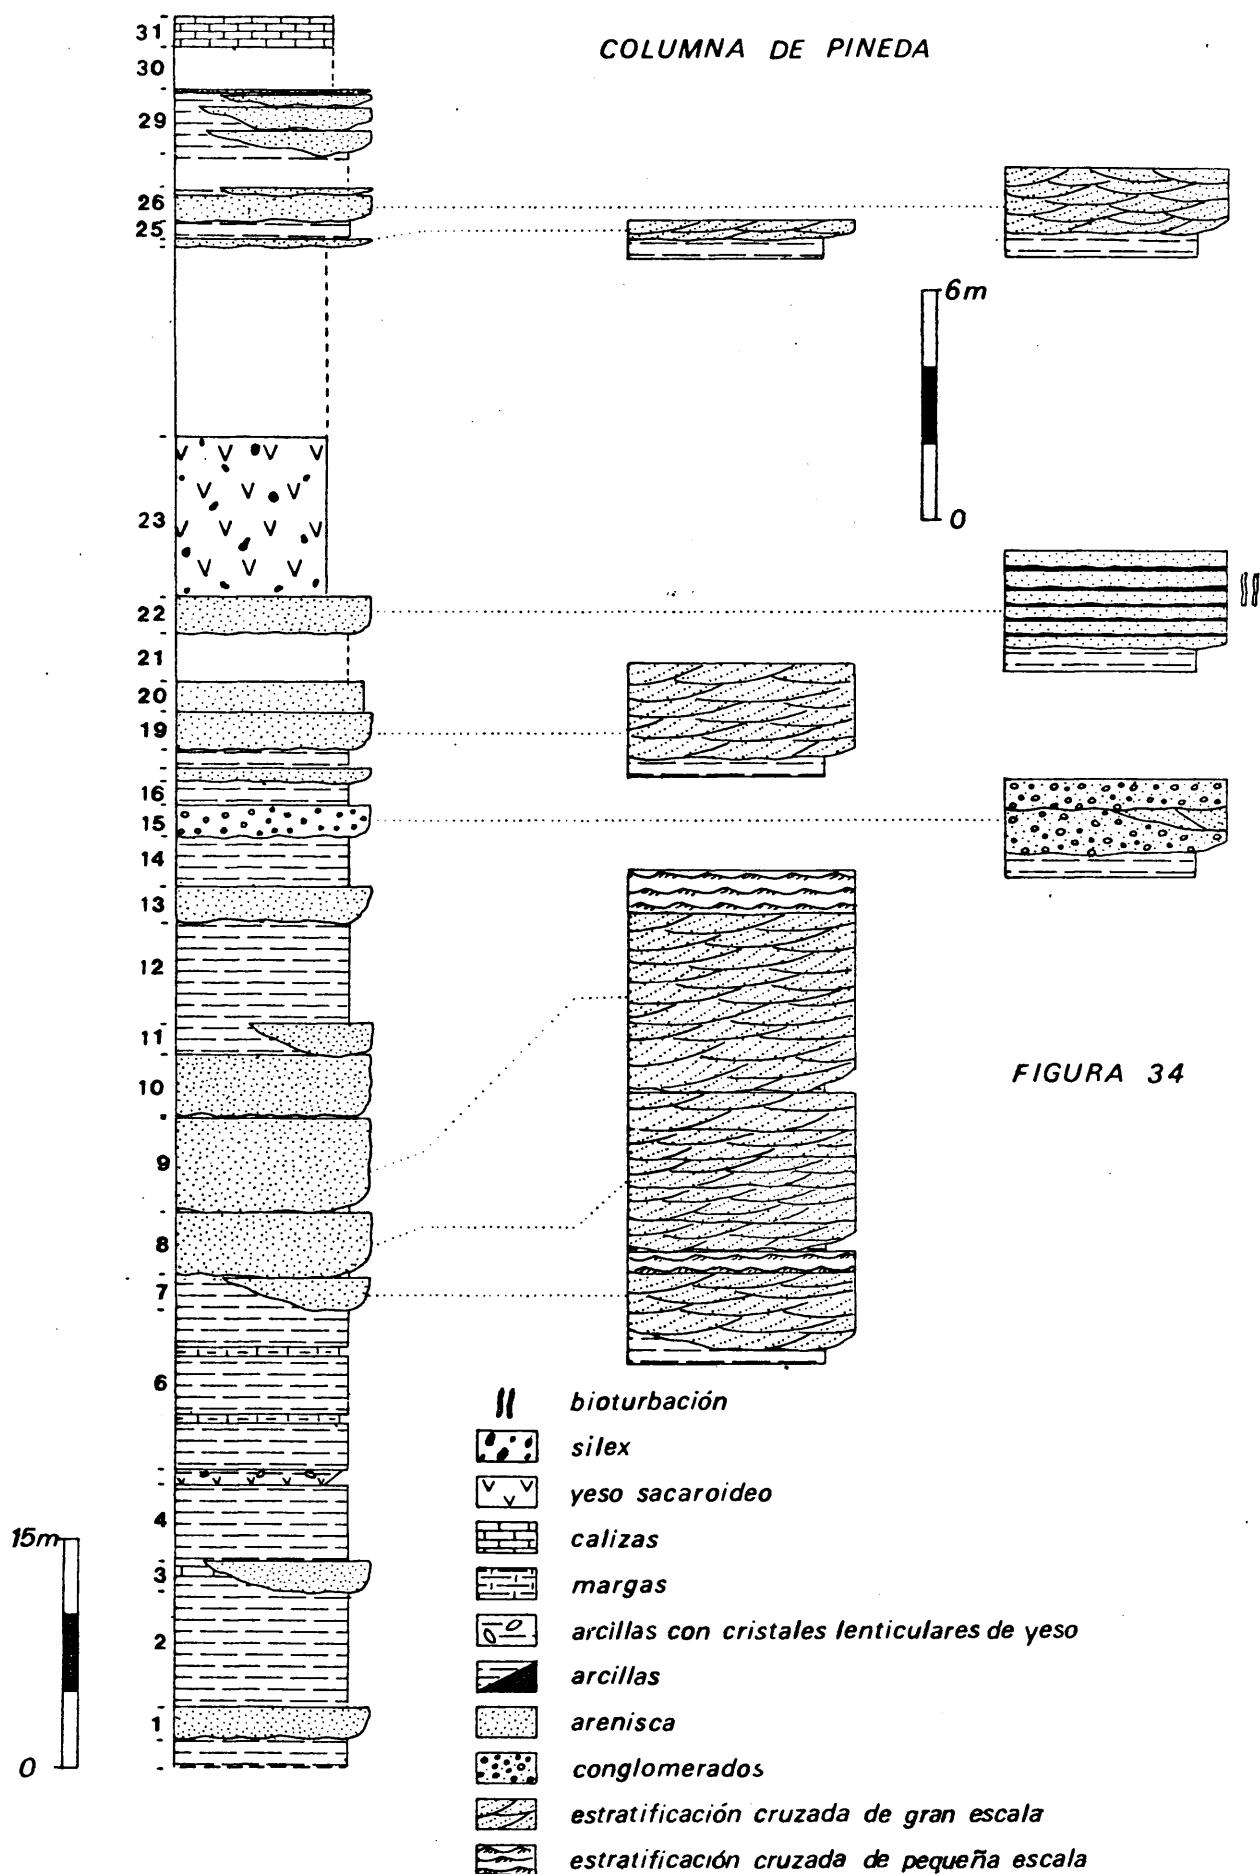 COLUMNA DE PINEDA
31
30
29
26
25
23
22
21
20
19
16
15
14
13
12
11
10
9
8
7
6
4
3
2
1
6m
0
FIGURA 34
15m
0
bioturbación
silex
yeso sacaroideo
calizas
margas
arcillas con cristales lenticulares de yeso
arcillas
arenisca
conglomerados
estratificación cruzada de gran escala
estratificación cruzada de pequeña escala